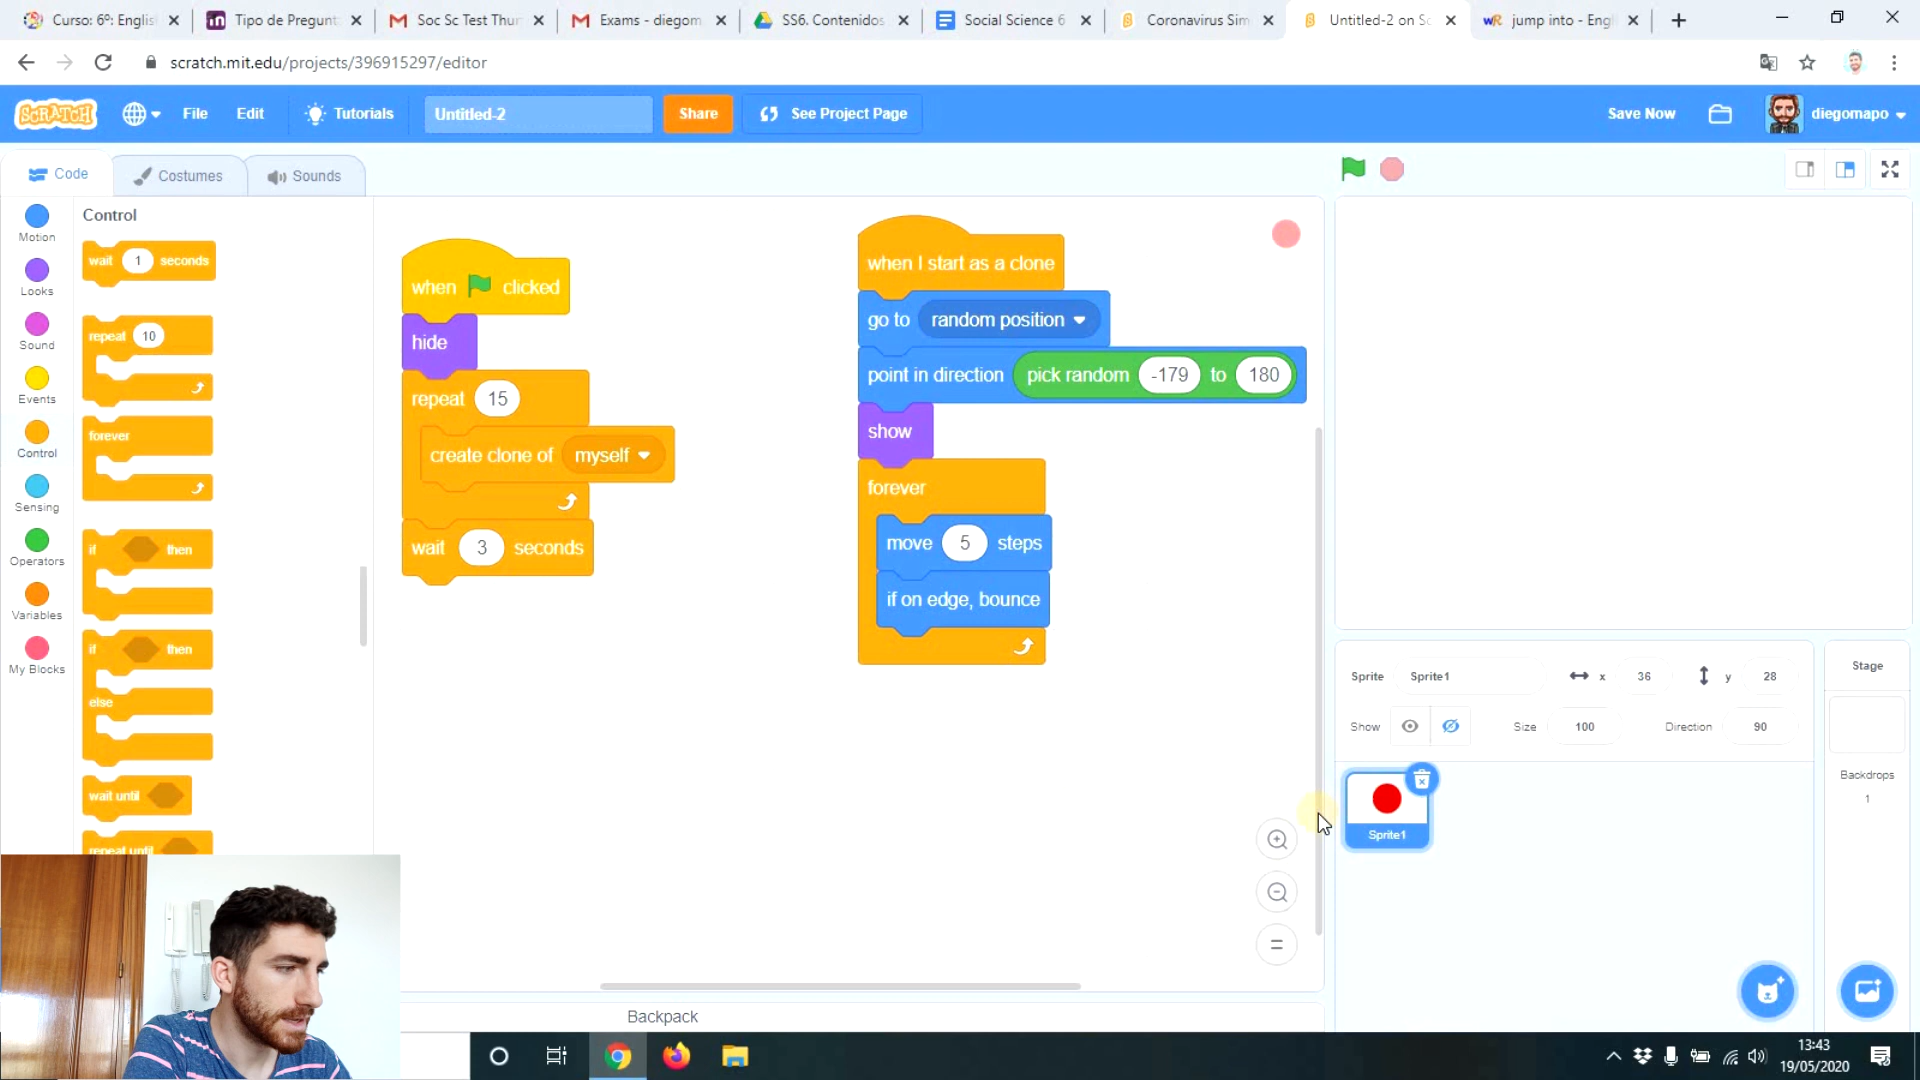 Curso: 6º: Englis
Tipo de Pregunt
Soc Sc Test Thur
Exams - diegom
SS6. Contenidos
Social Science 6
Coronavirus Sim
Untitled-2 on Sc
wR jump into - Engl
scratch.mit.edu/projects/396915297/editor
SCRATCH
File
Edit
Tutorials
Untitled-2
Share
See Project Page
Save Now
diegomapo
Code
Costumes
Sounds
Motion
Looks
Sound
Events
Control
Sensing
Operators
Variables
My Blocks
Control
wait 1 seconds
repeat 10
forever
if then
if then
else
wait until
repeat until
when clicked
hide
repeat 15
create clone of myself
wait 3 seconds
when I start as a clone
go to random position
point in direction pick random -179 to 180
show
forever
move 5 steps
if on edge, bounce
Backpack
Sprite Sprite1 x 36 y 28
Show Size 100 Direction 90
Sprite1
Stage
Backdrops
1
13:43
19/05/2020